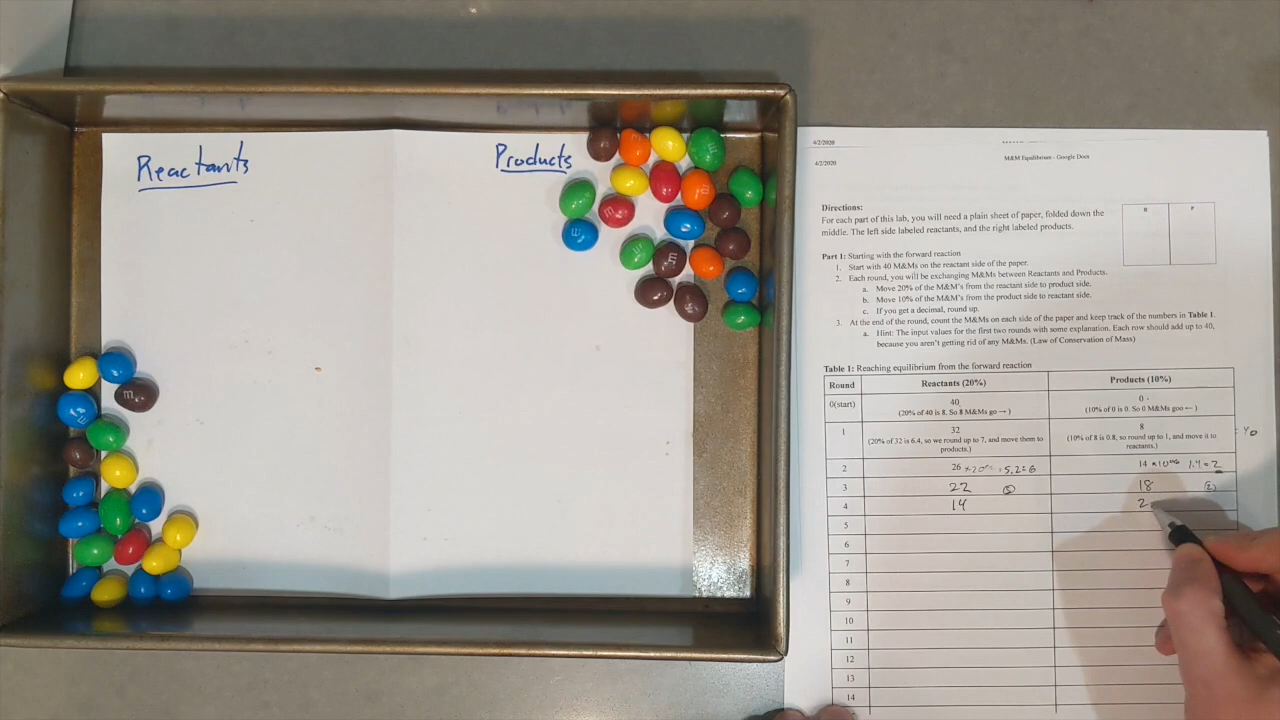 Reactants
Products
4/2/2020
M&M Equilibrium - Google Docs
4/2/2020
Directions:
For each part of this lab, you will need a plain sheet of paper, folded down the
middle. The left side labeled reactants, and the right labeled products.
R P
Part 1: Starting with the forward reaction
1. Start with 40 M&Ms on the reactant side of the paper.
2. Each round, you will be exchanging M&Ms between Reactants and Products.
a. Move 20% of the M&M's from the reactant side to product side.
b. Move 10% of the M&M's from the product side to reactant side.
c. If you get a decimal, round up.
3. At the end of the round, count the M&Ms on each side of the paper and keep track of the numbers in Table 1.
a. Hint: The input values for the first two rounds with some explanation. Each row should add up to 40,
because you aren't getting rid of any M&Ms. (Law of Conservation of Mass)
Table 1: Reaching equilibrium from the forward reaction
Round Reactants (20%) Products (10%)
0(start) 40 0
(20% of 40 is 8. So 8 M&Ms go →) (10% of 0 is 0. So 0 M&Ms goo ←)
1 32 8 = 40
(20% of 32 is 6.4, so we round up to 7, and move them to
products.)
(10% of 8 is 0.8, so round up to 1, and move it to
reactants.)
2 26 x20% = 5.2=6 14 x10% 1.4=2
3 22 18 (2)
4 14 2
5
6
7
8
9
10
11
12
13
14